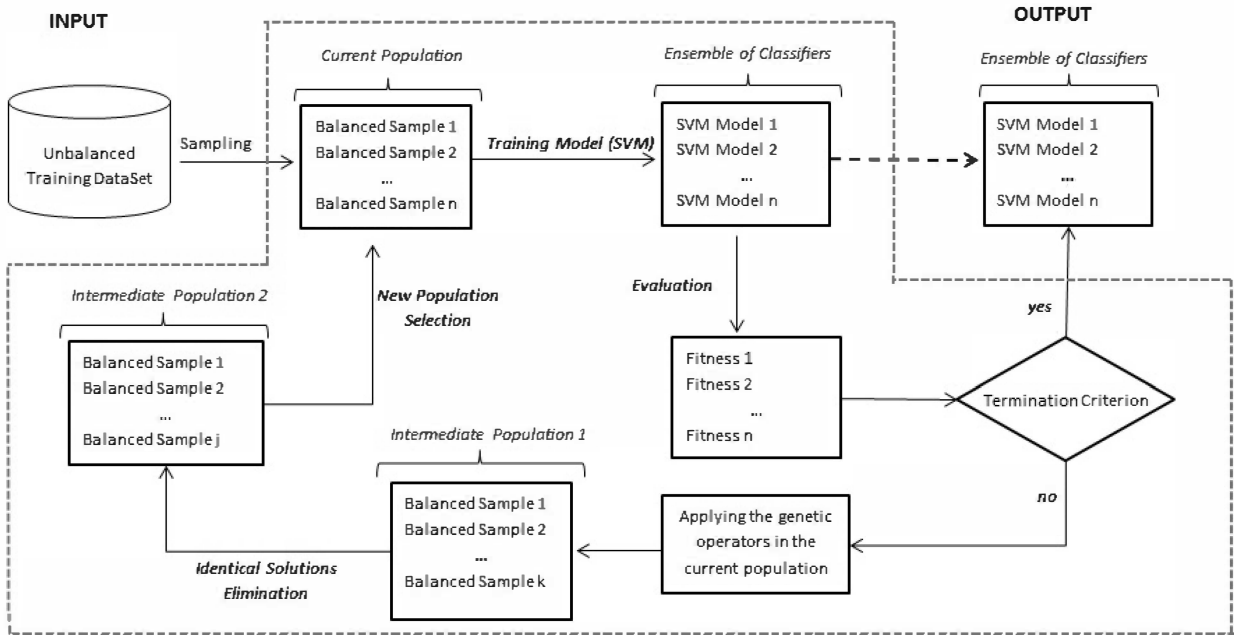 INPUT
OUTPUT
Current Population
Ensemble of Classifiers
Ensemble of Classifiers
Unbalanced
Training DataSet
Sampling
Balanced Sample 1
Balanced Sample 2
...
Balanced Sample n
Training Model (SVM)
SVM Model 1
SVM Model 2
...
SVM Model n
SVM Model 1
SVM Model 2
...
SVM Model n
Intermediate Population 2
New Population
Selection
Evaluation
yes
Balanced Sample 1
Balanced Sample 2
...
Balanced Sample j
Fitness 1
Fitness 2
...
Fitness n
Termination Criterion
Intermediate Population 1
no
Balanced Sample 1
Balanced Sample 2
...
Balanced Sample k
Applying the genetic
operators in the
current population
Identical Solutions
Elimination